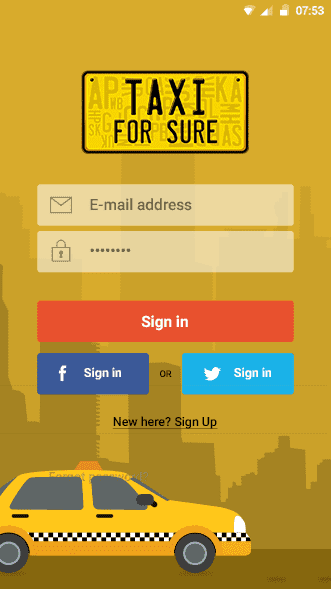 07:53
TAXI
FOR SURE
E-mail address
••••••••
Sign in
f Sign in
OR
Sign in
New here? Sign Up
Forgot password?